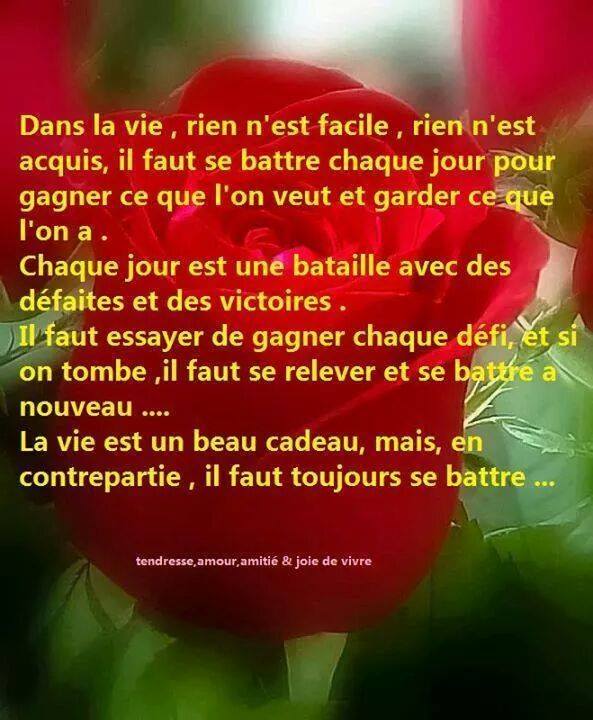 Dans la vie , rien n'est facile , rien n'est
acquis, il faut se battre chaque jour pour
gagner ce que l'on veut et garder ce que
l'on a .
Chaque jour est une bataille avec des
défaites et des victoires .
Il faut essayer de gagner chaque défi, et si
on tombe ,il faut se relever et se battre a
nouveau ....
La vie est un beau cadeau, mais, en
contrepartie , il faut toujours se battre ...
tendresse,amour,amitié & joie de vivre